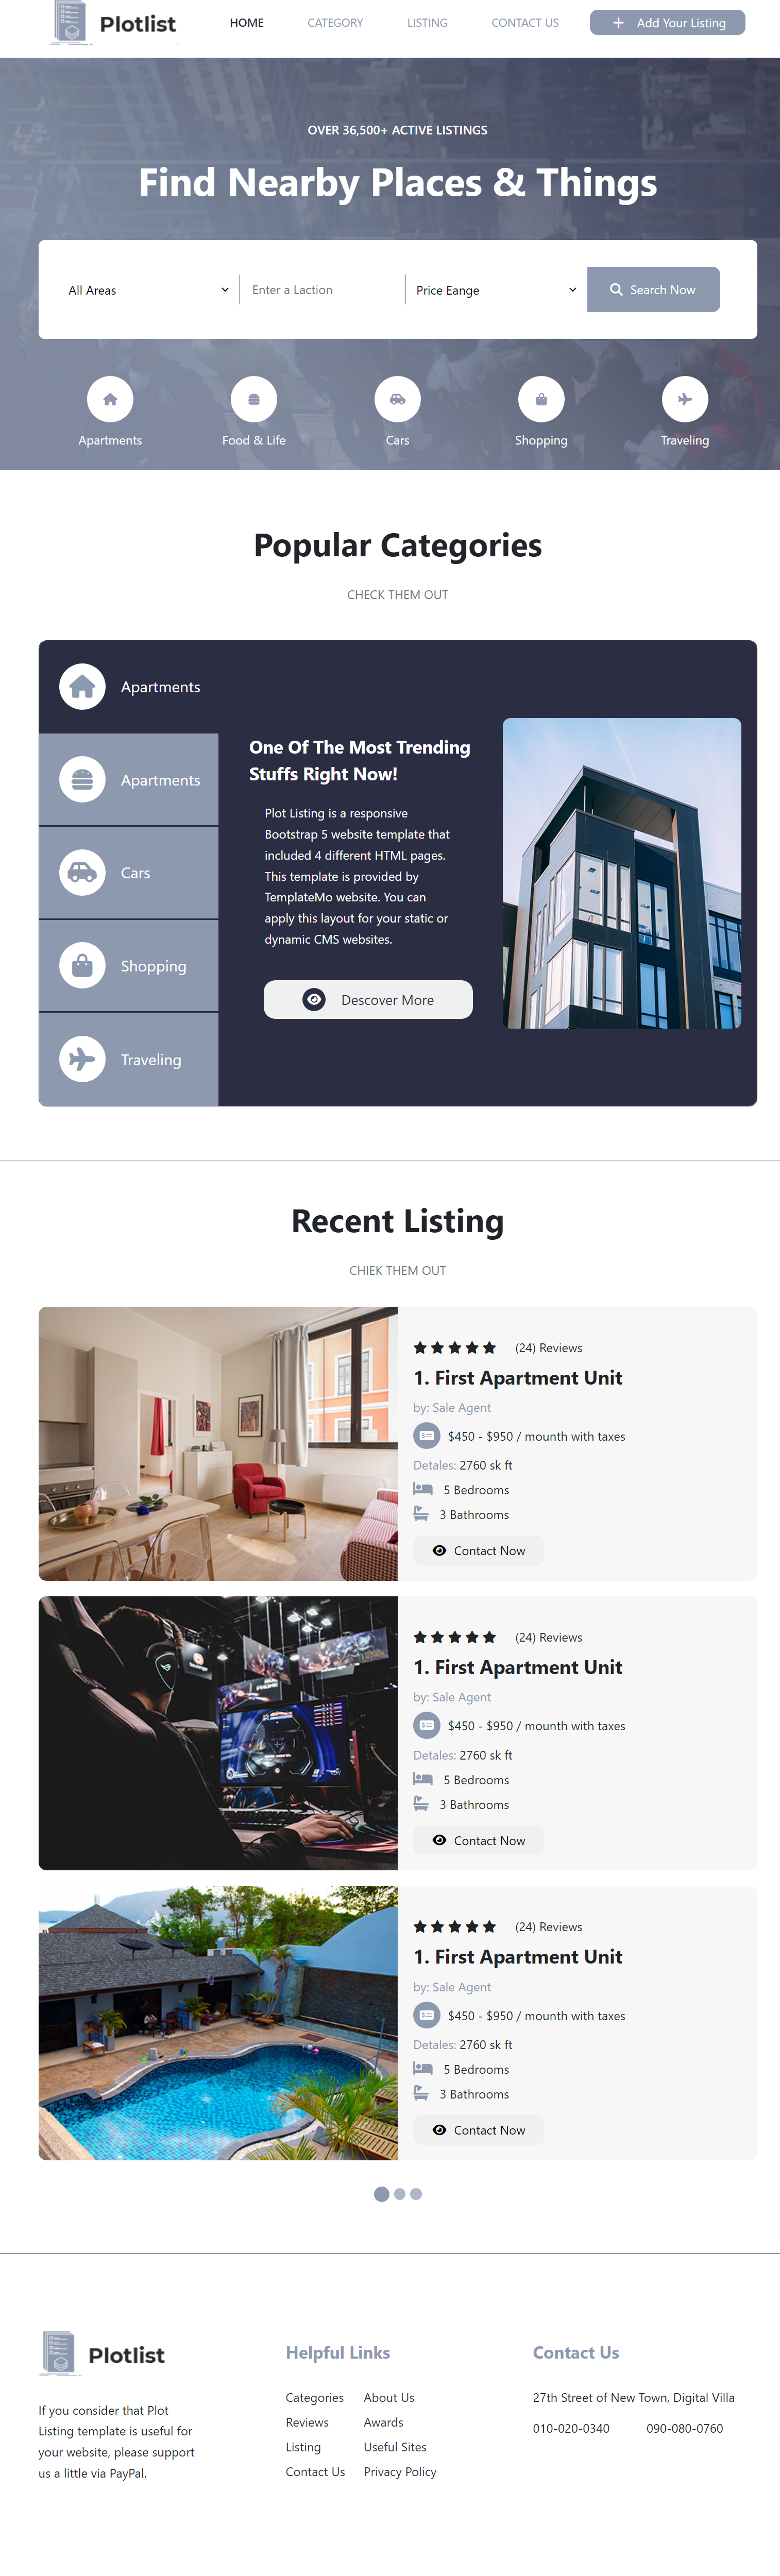 Plotlist
HOME
CATEGORY
LISTING
CONTACT US
Add Your Listing
OVER 36,500+ ACTIVE LISTINGS
Find Nearby Places & Things
All Areas
Enter a Laction
Price Eange
Search Now
Apartments
Food & Life
Cars
Shopping
Traveling
Popular Categories
CHECK THEM OUT
Apartments
Apartments
Cars
Shopping
Traveling
One Of The Most Trending
Stuffs Right Now!
Plot Listing is a responsive
Bootstrap 5 website template that
included 4 different HTML pages.
This template is provided by
TemplateMo website. You can
apply this layout for your static or
dynamic CMS websites.
Descover More
Recent Listing
CHIEK THEM OUT
(24) Reviews
1. First Apartment Unit
by: Sale Agent
$450 - $950 / mounth with taxes
Detales: 2760 sk ft
5 Bedrooms
3 Bathrooms
Contact Now
(24) Reviews
1. First Apartment Unit
by: Sale Agent
$450 - $950 / mounth with taxes
Detales: 2760 sk ft
5 Bedrooms
3 Bathrooms
Contact Now
(24) Reviews
1. First Apartment Unit
by: Sale Agent
$450 - $950 / mounth with taxes
Detales: 2760 sk ft
5 Bedrooms
3 Bathrooms
Contact Now
Plotlist
If you consider that Plot
Listing template is useful for
your website, please support
us a little via PayPal.
Helpful Links
Categories
About Us
Reviews
Awards
Listing
Useful Sites
Contact Us
Privacy Policy
Contact Us
27th Street of New Town, Digital Villa
010-020-0340
090-080-0760